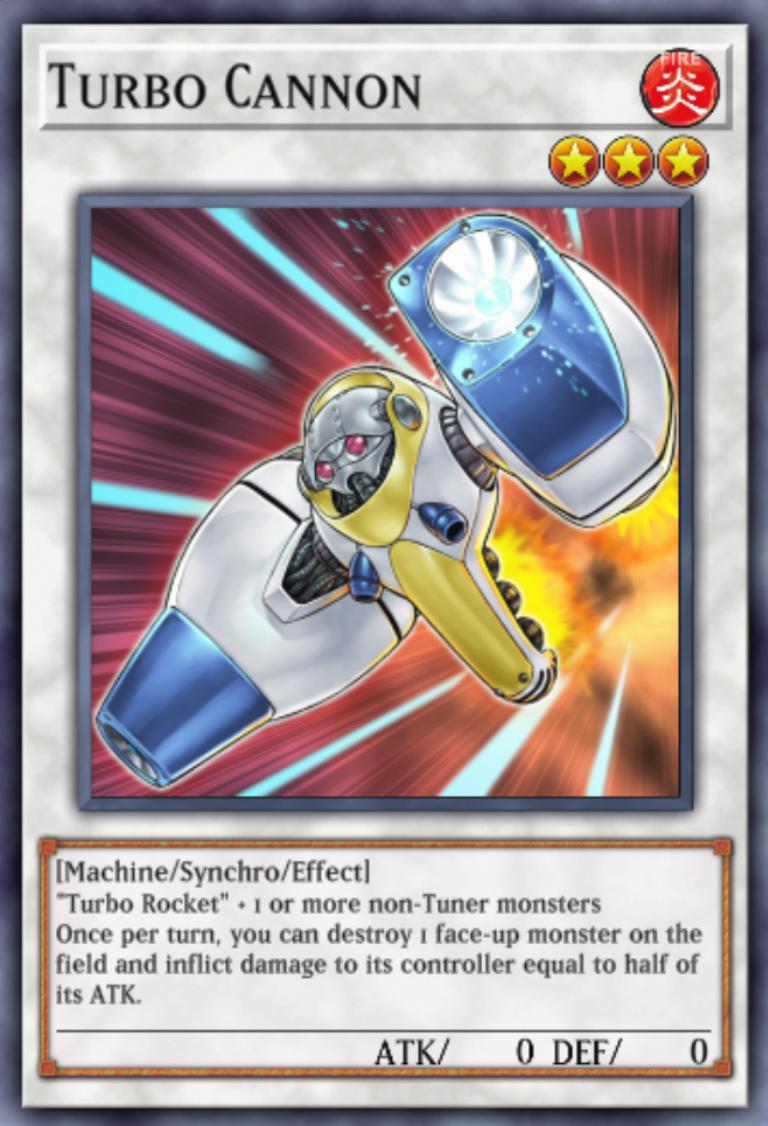 TURBO CANNON
FIRE
炎
[Machine/Synchro/Effect]
"Turbo Rocket" + 1 or more non-Tuner monsters
Once per turn, you can destroy 1 face-up monster on the
field and inflict damage to its controller equal to half of
its ATK.
ATK/ 0 DEF/ 0